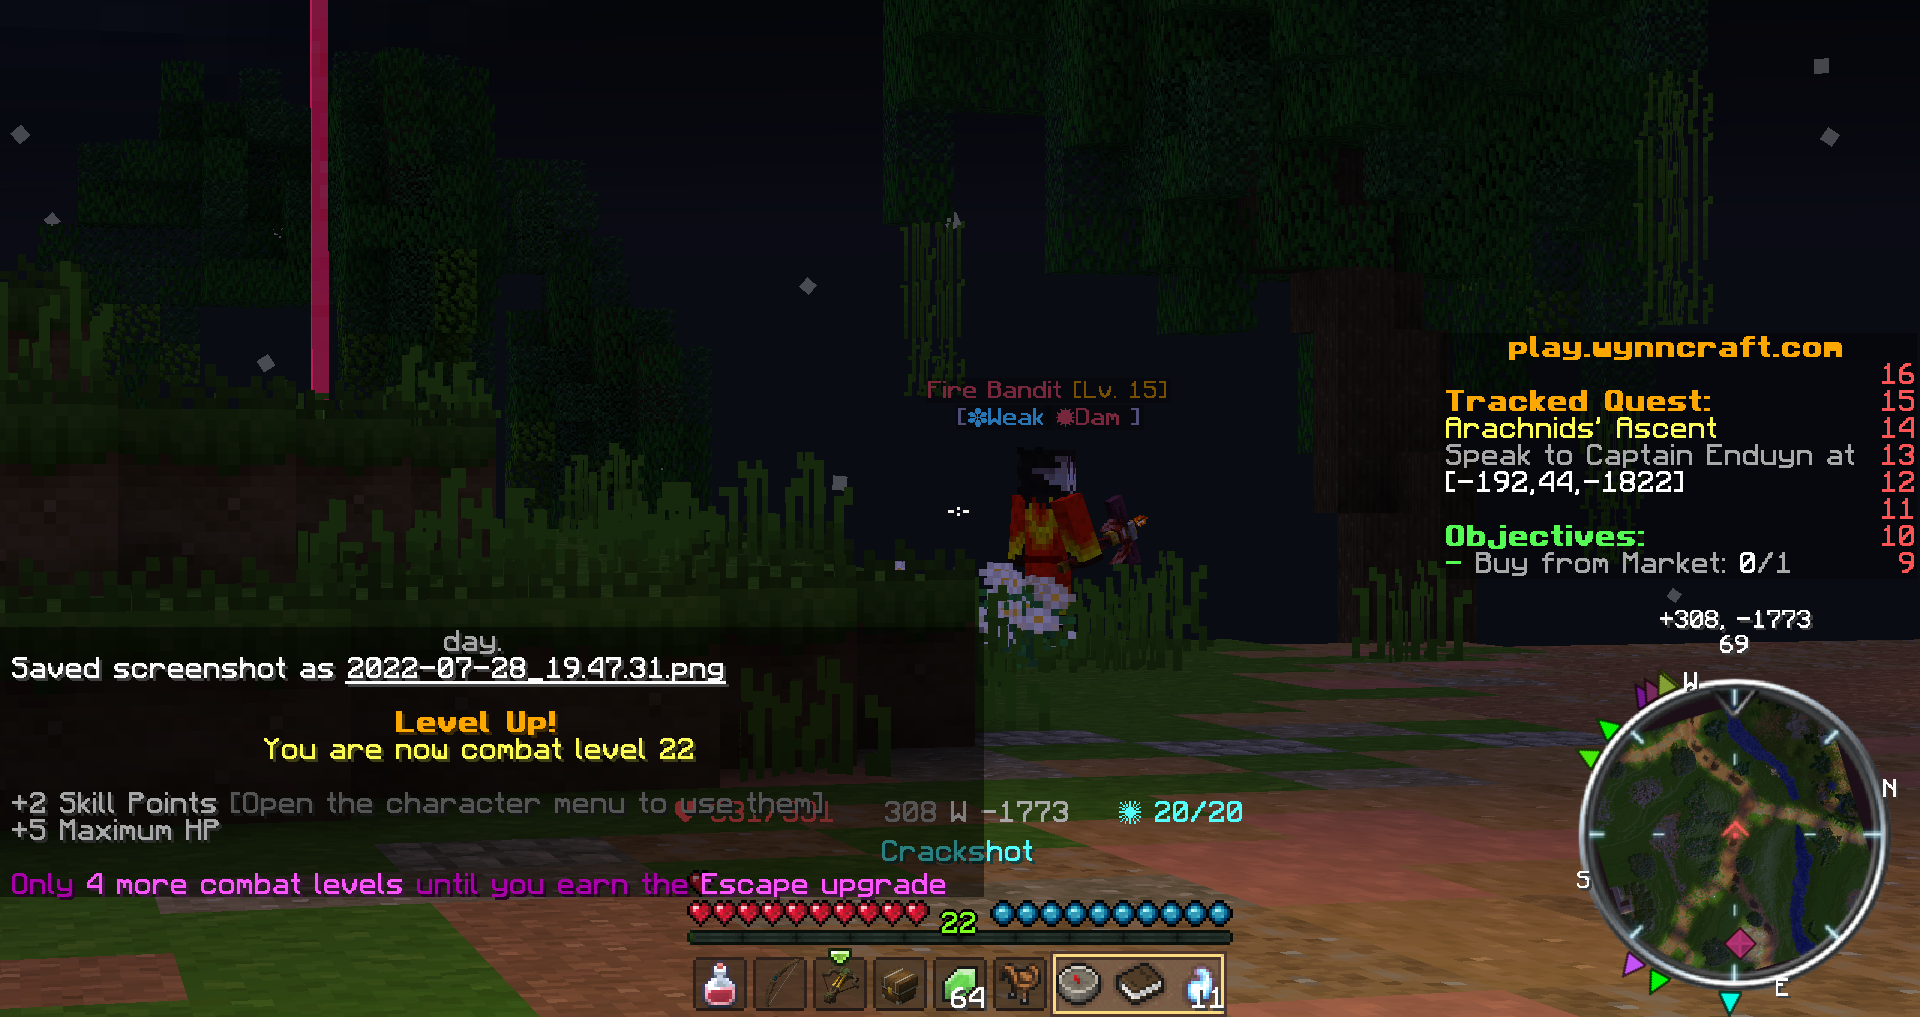 Fire Bandit [Lv. 15]
[❄Weak ✹Dam ]
play.wynncraft.com
16
Tracked Quest: 15
Arachnids' Ascent 14
Speak to Captain Enduyn at 13
[-192,44,-1822] 12
11
Objectives: 10
- Buy from Market: 0/1 9
+308, -1773
69
W
N
S
E
day.
Saved screenshot as 2022-07-28_19.47.31.png
Level Up!
You are now combat level 22
+2 Skill Points [Open the character menu to use them]
+5 Maximum HP
308 W -1773
20/20
Crackshot
Only 4 more combat levels until you earn the Escape upgrade
22
64
11